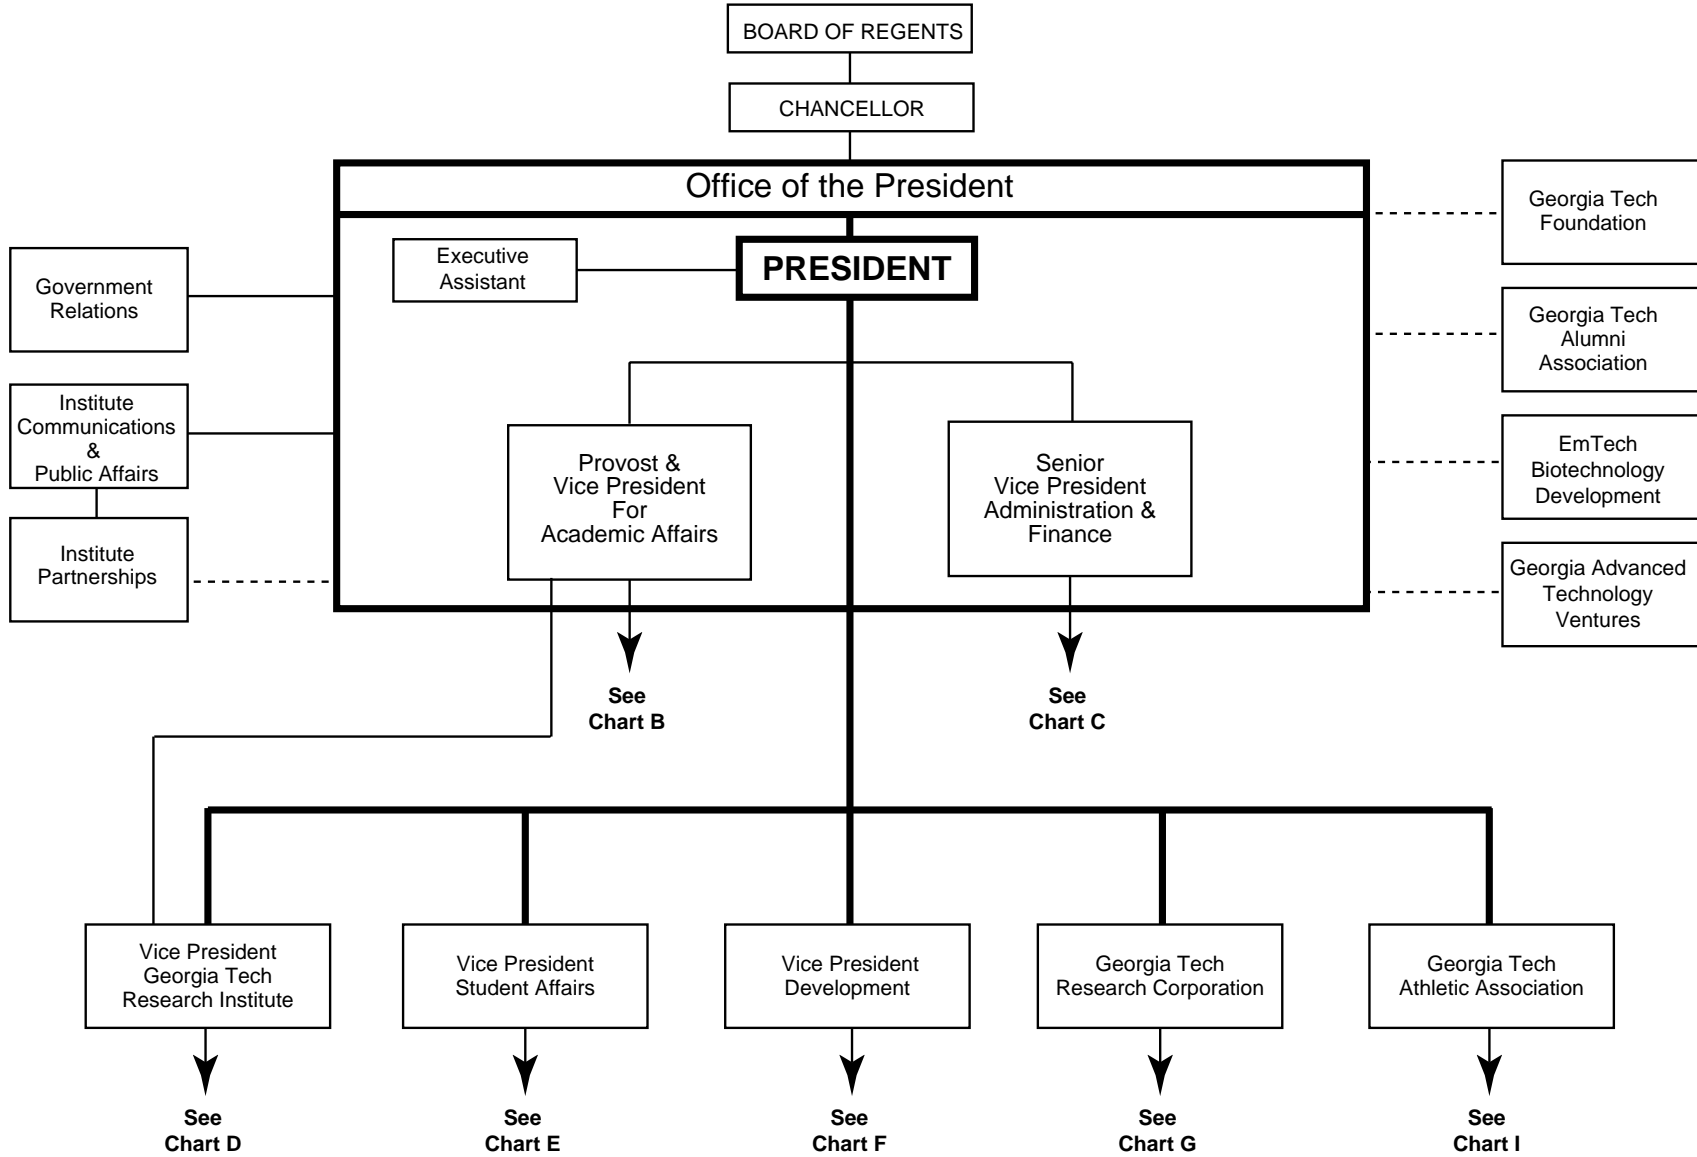 BOARD OF REGENTS
CHANCELLOR
Office of the President
PRESIDENT
Executive
Assistant
Government
Relations
Institute
Communications
&
Public Affairs
Institute
Partnerships
Georgia Tech
Foundation
Georgia Tech
Alumni
Association
EmTech
Biotechnology
Development
Georgia Advanced
Technology
Ventures
Provost &
Vice President
For
Academic Affairs
Senior
Vice President
Administration &
Finance
See
Chart B
See
Chart C
Vice President
Georgia Tech
Research Institute
Vice President
Student Affairs
Vice President
Development
Georgia Tech
Research Corporation
Georgia Tech
Athletic Association
See
Chart D
See
Chart E
See
Chart F
See
Chart G
See
Chart I